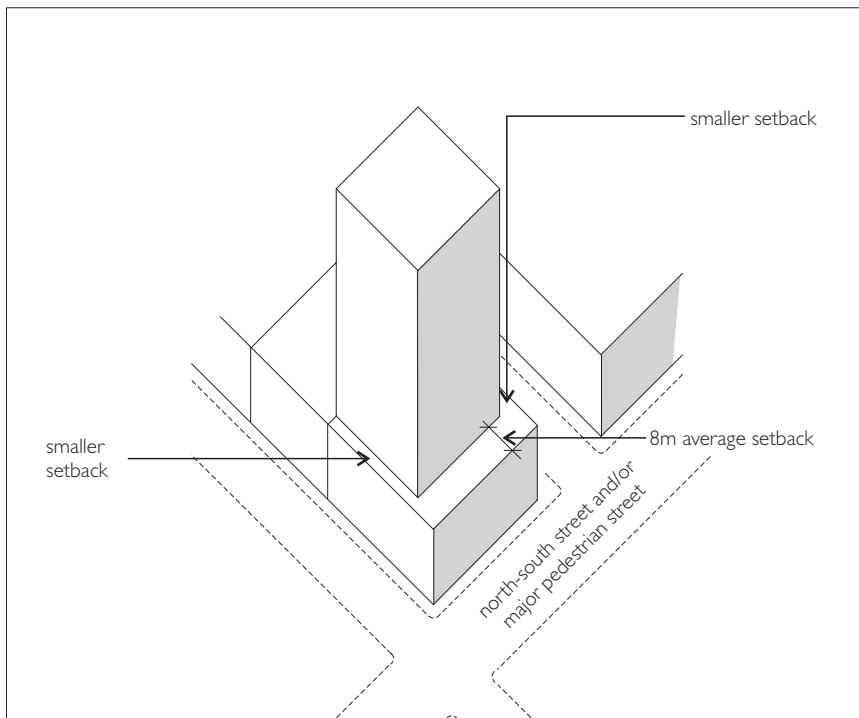 smaller setback
8m average setback
smaller
setback
north-south street and/or
major pedestrian street